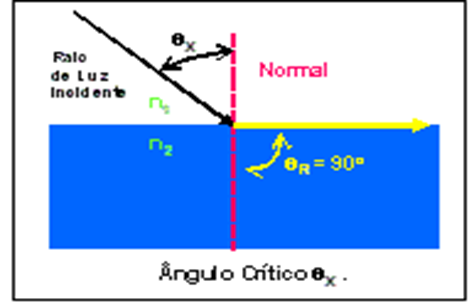 θx
Raio
de Luz
Incidente
Normal
n1
n2
θR = 90º
Ângulo Crítico θx .